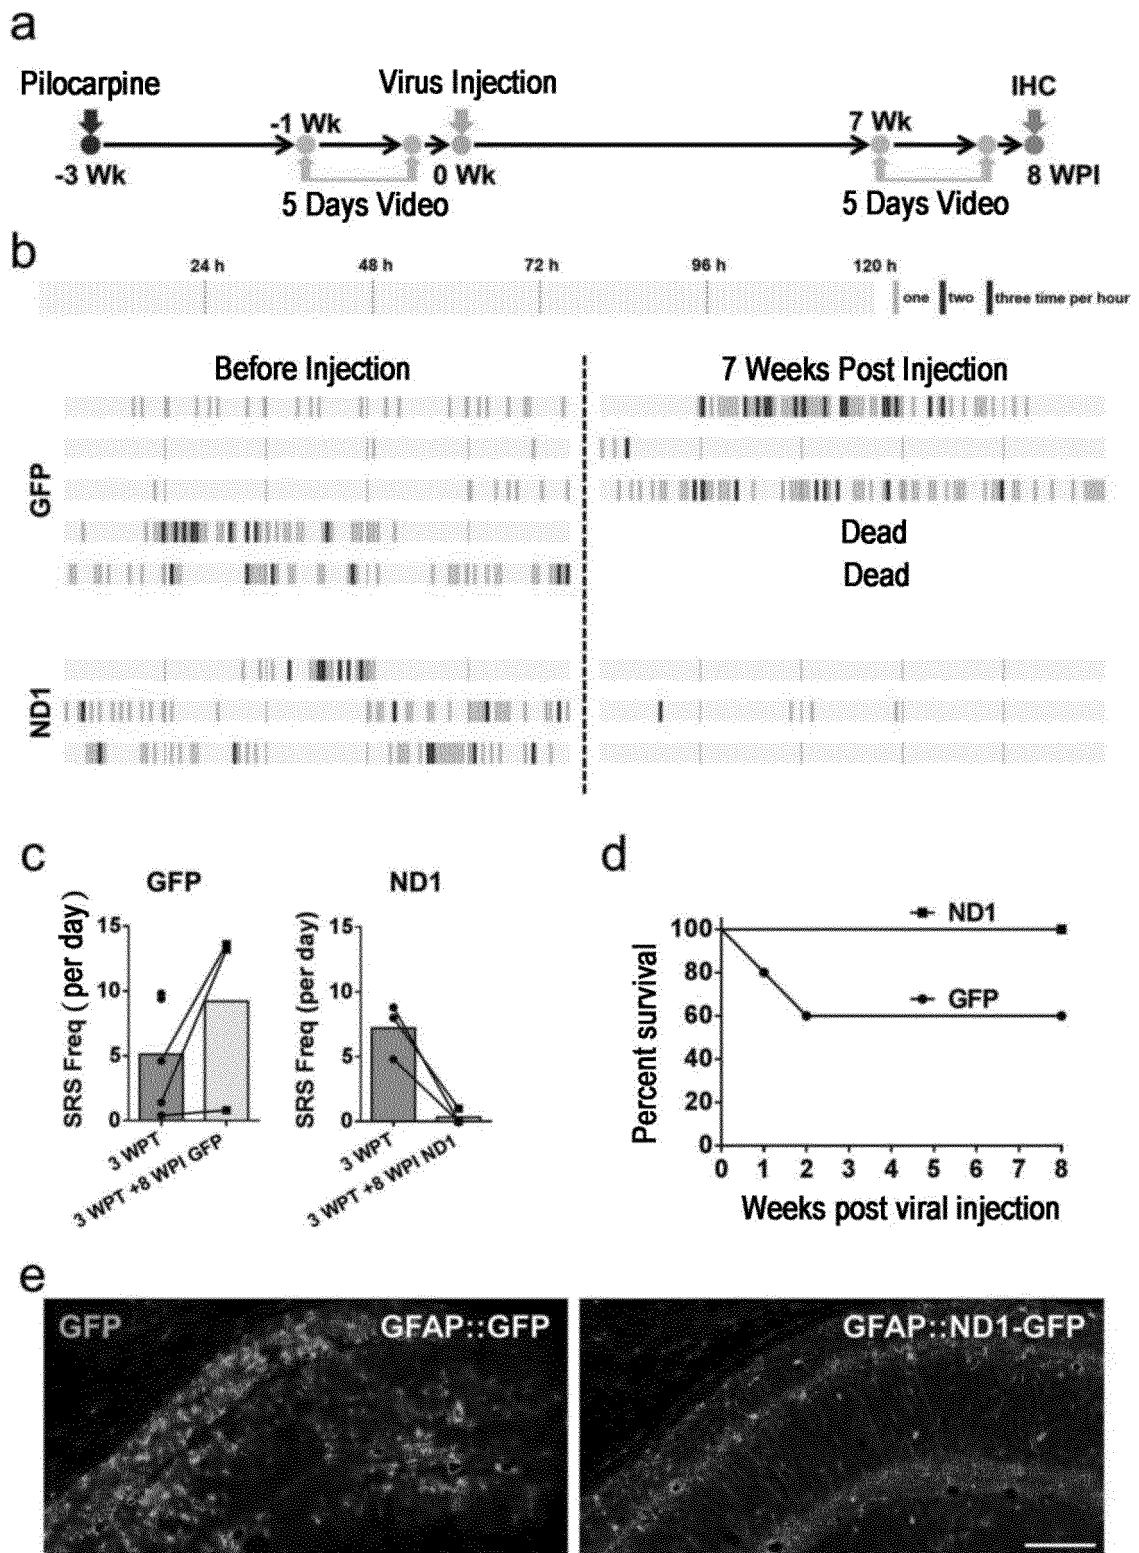 a
Pilocarpine
Virus Injection
IHC
-1 Wk
7 Wk
-3 Wk
0 Wk
8 WPI
5 Days Video
5 Days Video
b
24 h
48 h
72 h
96 h
120 h
one
two
three time per hour
Before Injection
7 Weeks Post Injection
GFP
Dead
Dead
ND1
c
GFP
ND1
SRS Freq ( per day )
15
10
5
0
3 WPT
3 WPT +8 WPI GFP
SRS Freq (per day)
15
10
5
0
3 WPT
3 WPT +8 WPI ND1
d
ND1
GFP
Percent survival
100
80
60
40
20
0
0 1 2 3 4 5 6 7 8
Weeks post viral injection
e
GFP
GFAP::GFP
GFAP::ND1-GFP